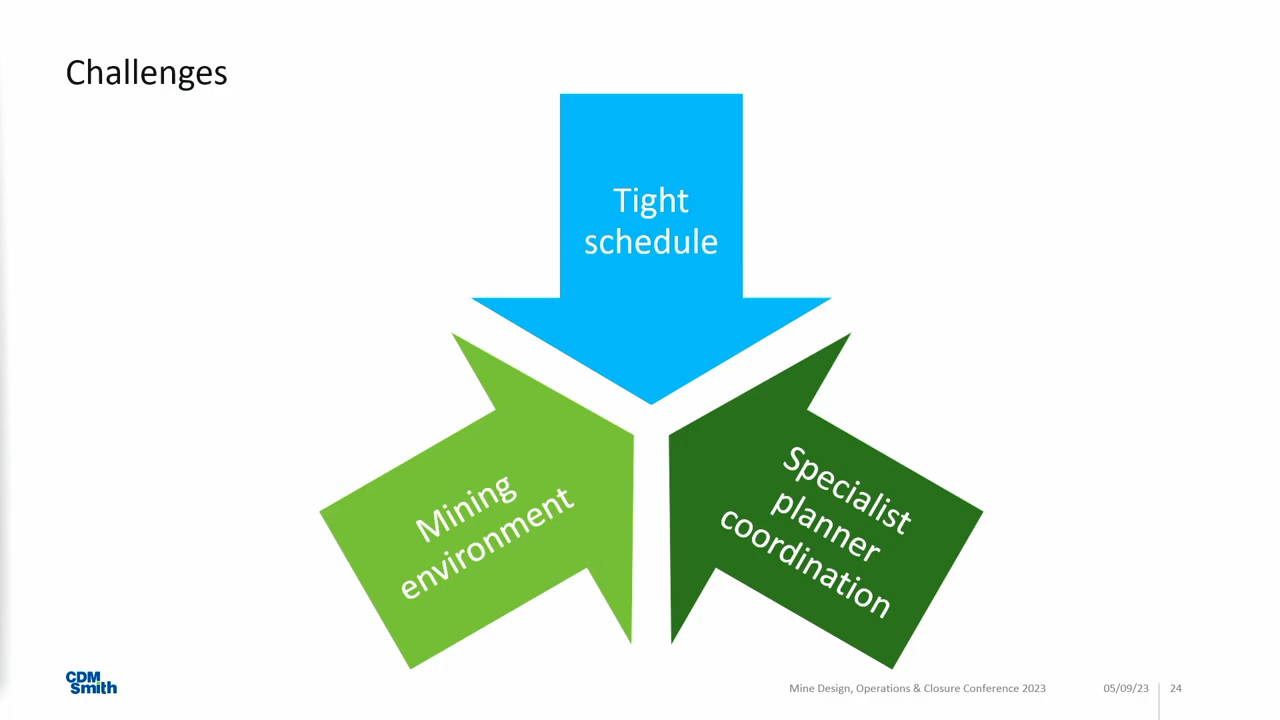 Challenges
Tight
schedule
Mining
environment
Specialist
planner
coordination
CDM
Smith
Mine Design, Operations & Closure Conference 2023
05/09/23
24